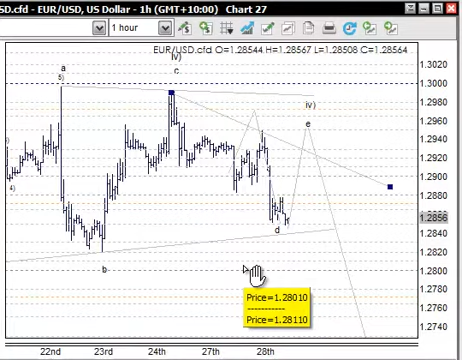 SD.cfd - EUR/USD, US Dollar - 1h (GMT+10:00) Chart 27
1 hour
EUR/USD.cfd O=1.28544 H=1.28567 L=1.28508 C=1.28564
iv)
a
c
5)
1.3020
1.3000
1.2980
iv)
1.2960
e
1.2940
1.2920
1.2900
4)
1.2880
1.2856
d
1.2820
b
1.2800
1.2780
Price=1.28010
-----------
Price=1.28110
1.2760
1.2740
22nd 23rd 24th 27th 28th